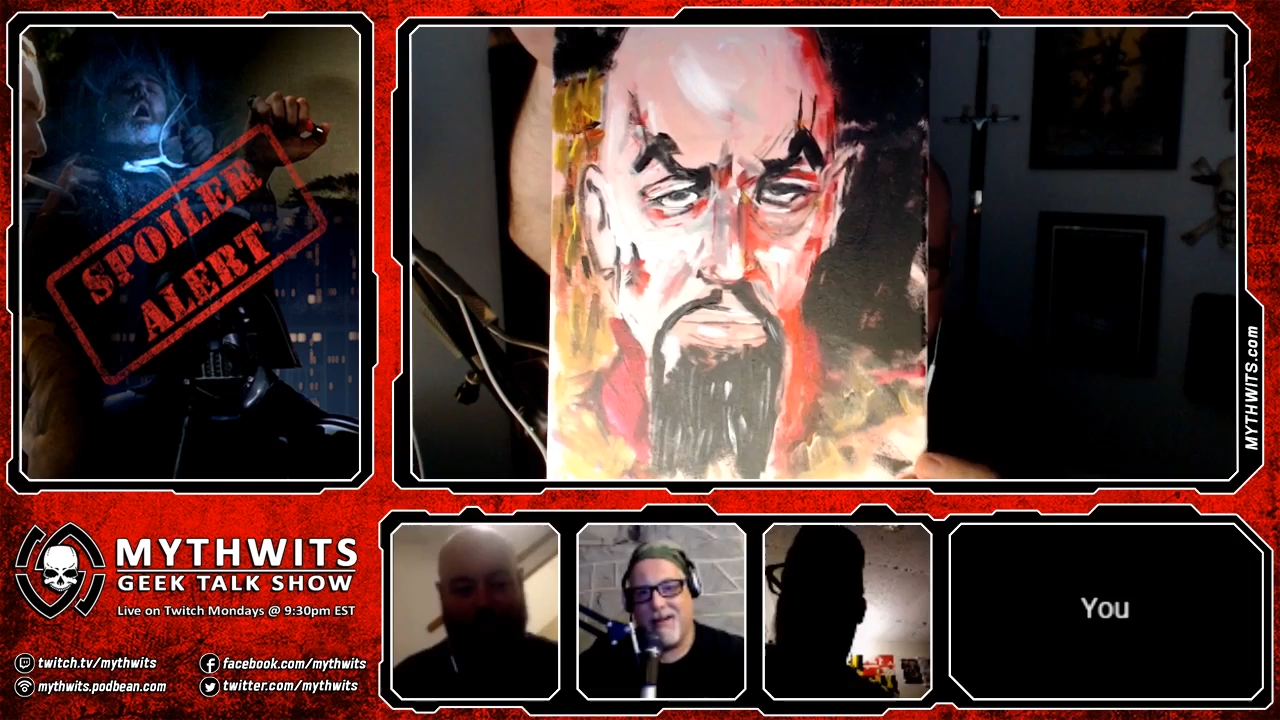 SPOILER
ALERT
MYTHWITS.com
MYTHWITS
GEEK TALK SHOW
Live on Twitch Mondays @ 9:30pm EST
twitch.tv/mythwits
facebook.com/mythwits
mythwits.podbean.com
twitter.com/mythwits
You